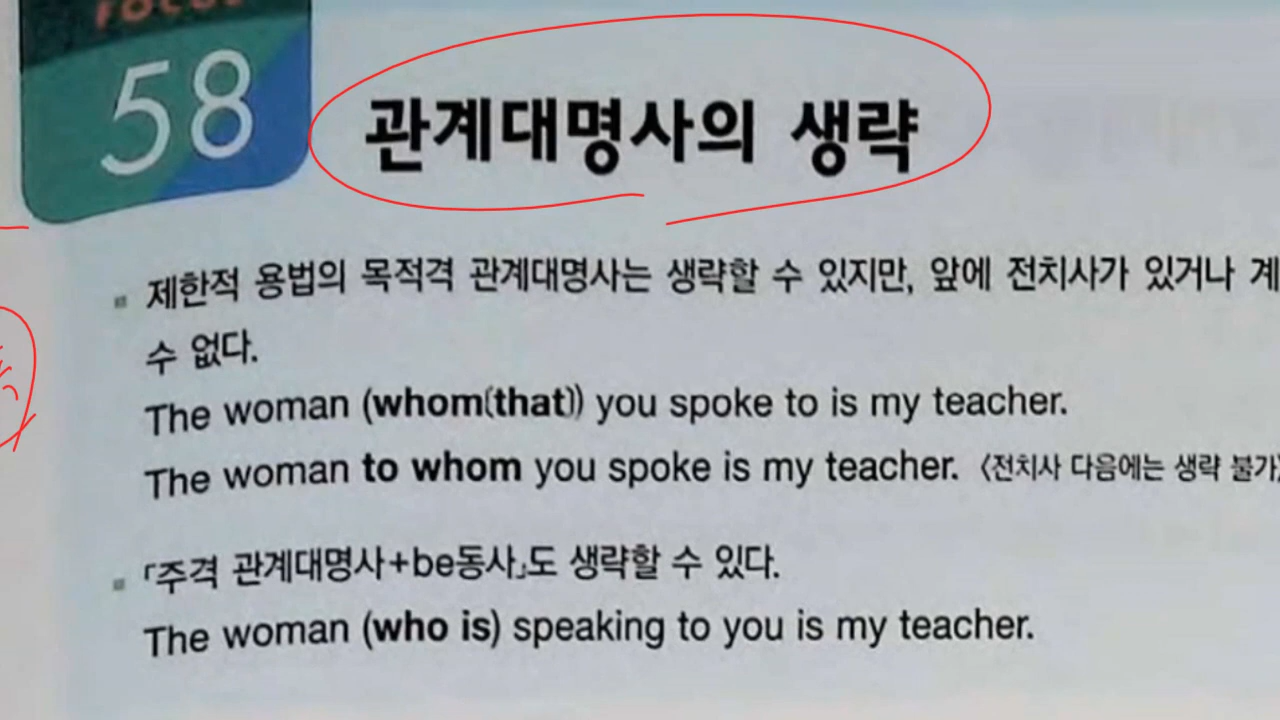 FOCUS
58
관계대명사의 생략
제한적 용법의 목적격 관계대명사는 생략할 수 있지만, 앞에 전치사가 있거나 계
수 없다.
The woman (whom(that)) you spoke to is my teacher.
The woman to whom you spoke is my teacher. 〈전치사 다음에는 생략 불가〉
「주격 관계대명사+be동사」도 생략할 수 있다.
The woman (who is) speaking to you is my teacher.